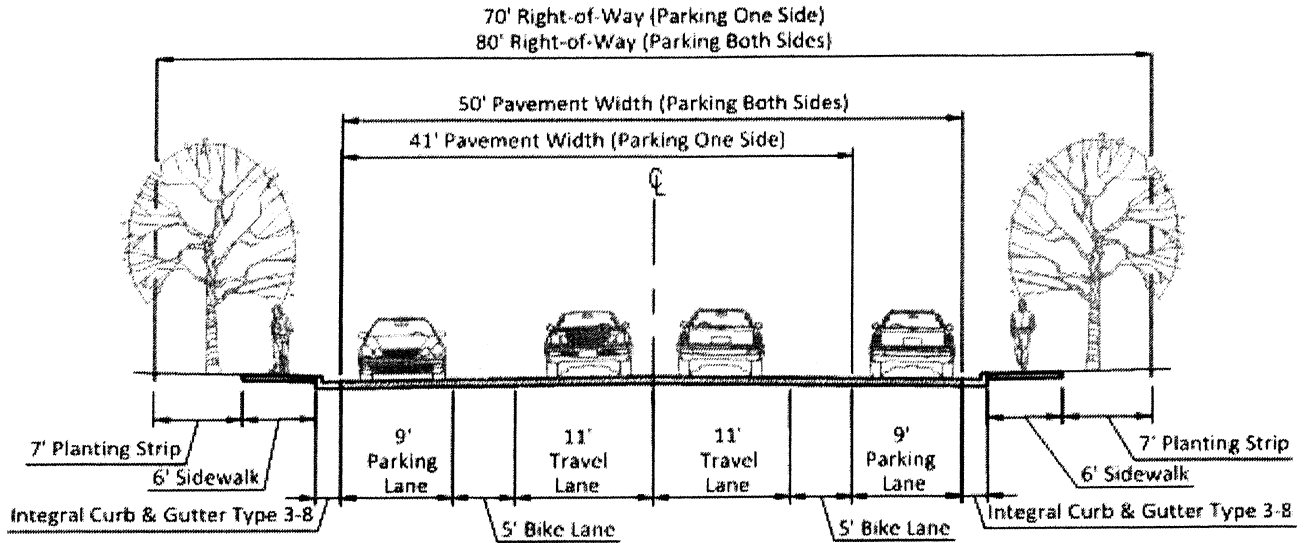 70' Right-of-Way (Parking One Side)
80' Right-of-Way (Parking Both Sides)
50' Pavement Width (Parking Both Sides)
41' Pavement Width (Parking One Side)
℄
7' Planting Strip
6' Sidewalk
Integral Curb & Gutter Type 3-8
9'
Parking
Lane
5' Bike Lane
11'
Travel
Lane
11'
Travel
Lane
5' Bike Lane
9'
Parking
Lane
7' Planting Strip
6' Sidewalk
Integral Curb & Gutter Type 3-8